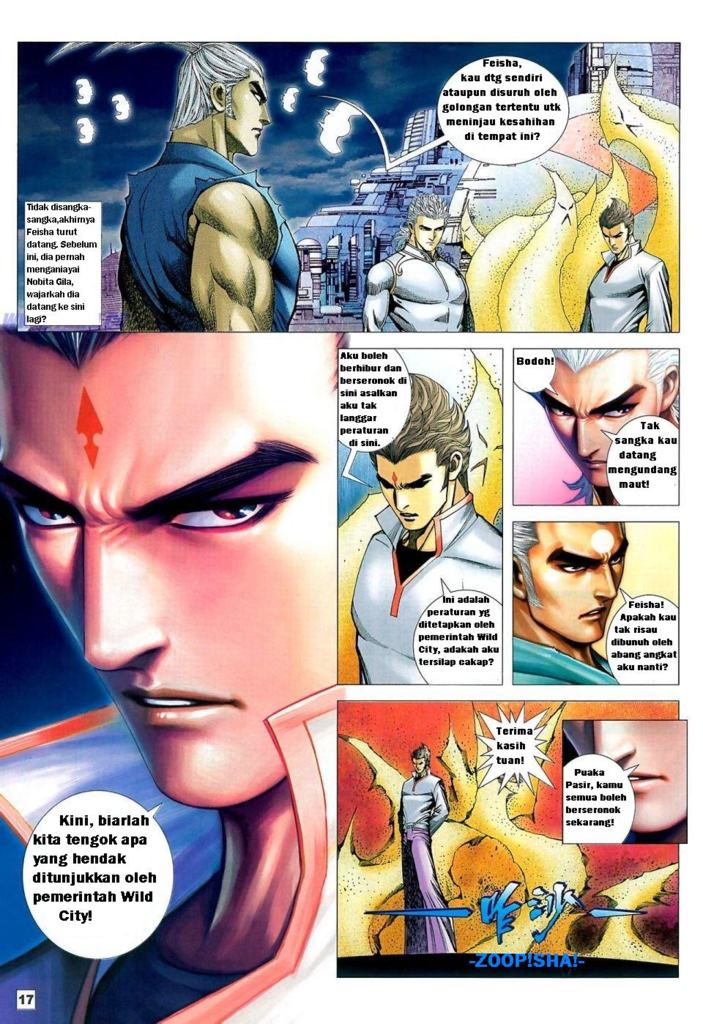 Feisha,
kau dtg sendiri
ataupun disuruh oleh
golongan tertentu utk
meninjau kesahihan
di tempat ini?
Tidak disangka-
sangka,akhirnya
Feisha turut
datang. Sebelum
ini, dia pernah
menganiayai
Nobita Gila,
wajarkah dia
datang ke sini
lagi?
Aku boleh
berhibur dan
berseronok di
sini asalkan
aku tak
langgar
peraturan
di sini.
Ini adalah
peraturan yg
ditetapkan oleh
pemerintah Wild
City, adakah aku
tersilap cakap?
Bodoh!
Tak
sangka kau
datang
mengundang
maut!
Feisha!
Apakah kau
tak risau
dibunuh oleh
abang angkat
aku nanti?
Kini, biarlah
kita tengok apa
yang hendak
ditunjukkan oleh
pemerintah Wild
City!
Terima
kasih
tuan!
Puaka
Pasir, kamu
semua boleh
berseronok
sekarang!
咋沙
-ZOOP!SHA!-
17